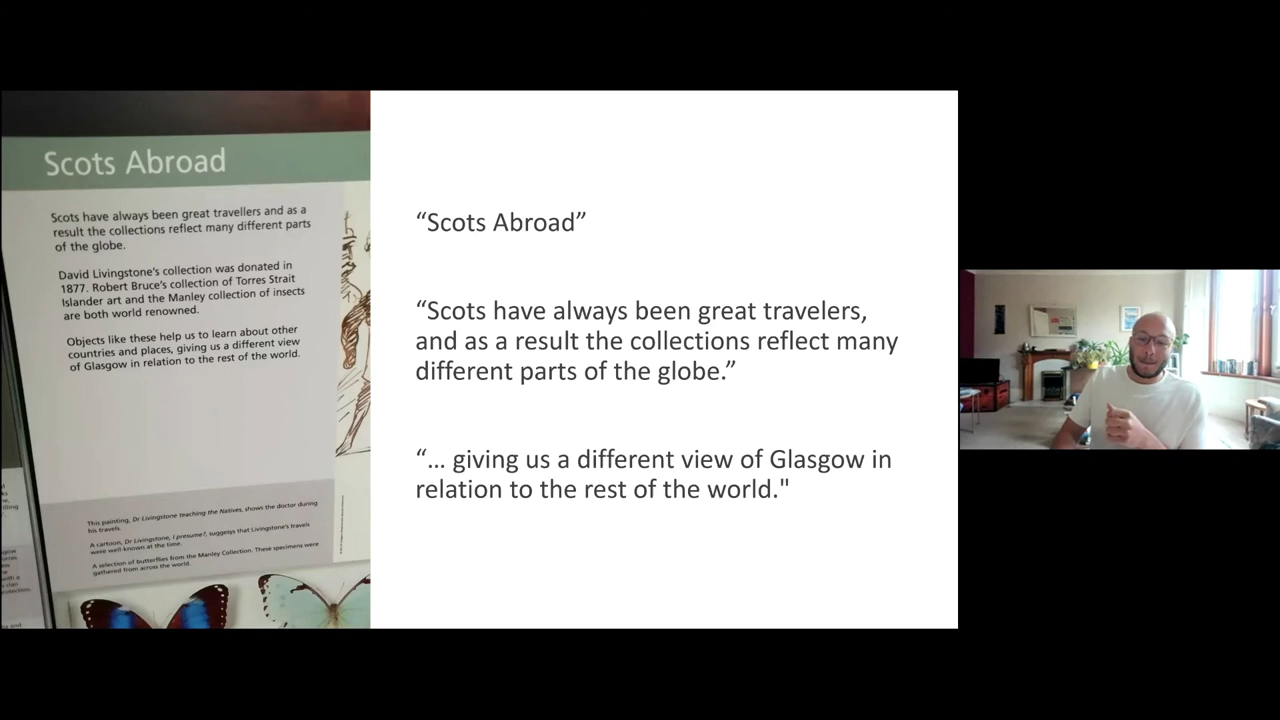 Scots Abroad
Scots have always been great travellers and as a
result the collections reflect many different parts
of the globe.
David Livingstone's collection was donated in
1877. Robert Bruce's collection of Torres Strait
Islander art and the Manley collection of insects
are both world renowned.
Objects like these help us to learn about other
countries and places, giving us a different view
of Glasgow in relation to the rest of the world.
This painting, Dr Livingstone teaching the Natives, shows the doctor during
his travels.
A cartoon, Dr Livingstone, I presume?, suggests that Livingstone's travels
were well-known at the time.
A selection of butterflies from the Manley Collection. These specimens were
gathered from across the world.
“Scots Abroad”
“Scots have always been great travelers,
and as a result the collections reflect many
different parts of the globe.”
“... giving us a different view of Glasgow in
relation to the rest of the world."